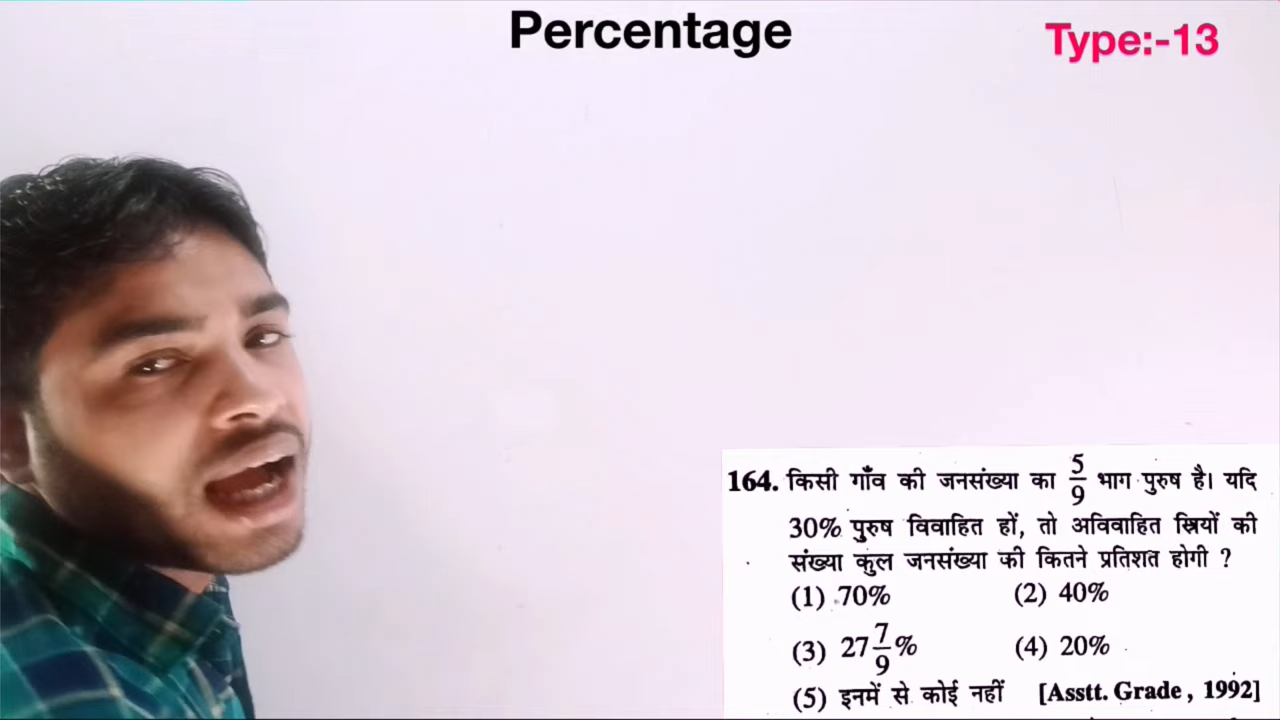 Percentage
Type:-13
164. किसी गाँव की जनसंख्या का 5/9 भाग पुरुष है। यदि
30% पुरुष विवाहित हों, तो अविवाहित स्त्रियों की
संख्या कुल जनसंख्या की कितने प्रतिशत होगी ?
(1) 70% (2) 40%
(3) 27 7/9% (4) 20%
(5) इनमें से कोई नहीं [Asstt. Grade, 1992]